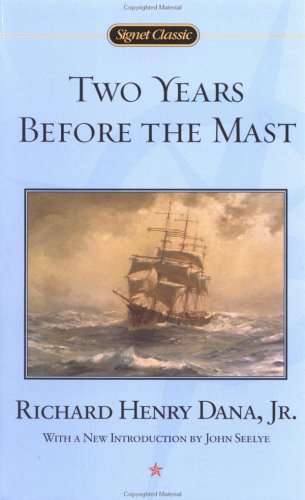 Signet Classic
TWO YEARS
BEFORE THE MAST
RICHARD HENRY DANA, JR.
WITH A NEW INTRODUCTION BY JOHN SEELYE